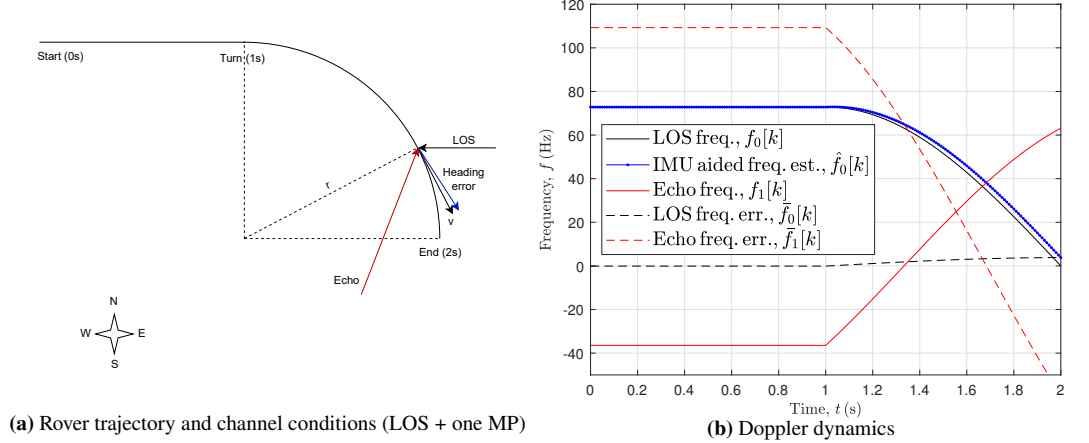 Start (0s)
Turn (1s)
LOS
Heading
error
r
v
End (2s)
Echo
N
W E
S
(a) Rover trajectory and channel conditions (LOS + one MP)
120
100
80
60
40
20
0
-20
-40
Frequency, f (Hz)
LOS freq., f₀[k]
IMU aided freq. est., f̂₀[k]
Echo freq., f₁[k]
LOS freq. err., f̄₀[k]
Echo freq. err., f̄₁[k]
0 0.2 0.4 0.6 0.8 1 1.2 1.4 1.6 1.8 2
Time, t (s)
(b) Doppler dynamics